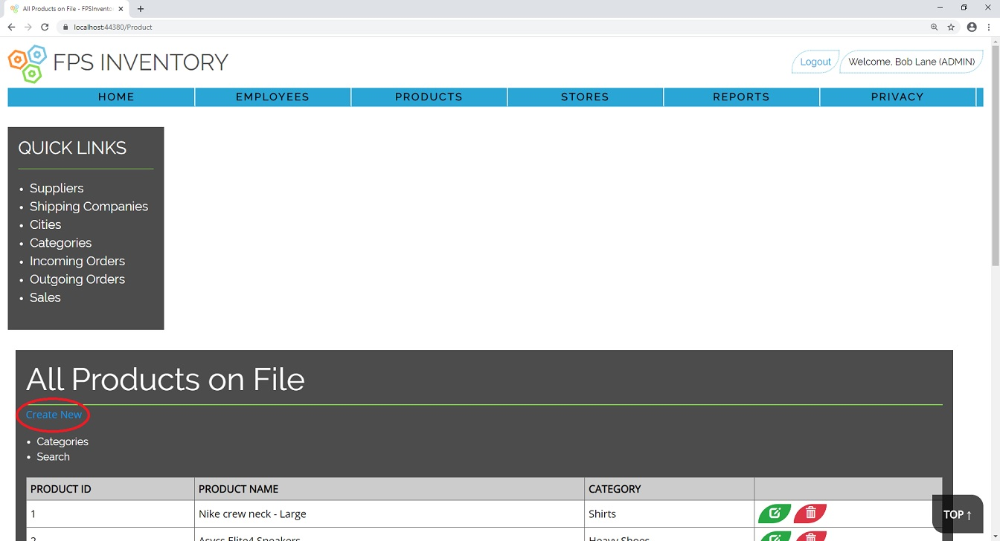 All Products on File - FPSInvento
localhost:44380/Product
FPS INVENTORY
Logout
Welcome, Bob Lane (ADMIN)
HOME EMPLOYEES PRODUCTS STORES REPORTS PRIVACY
QUICK LINKS
Suppliers
Shipping Companies
Cities
Categories
Incoming Orders
Outgoing Orders
Sales
All Products on File
Create New
Categories
Search
PRODUCT ID PRODUCT NAME CATEGORY
1 Nike crew neck - Large Shirts
TOP ↑
2 Asycs Elite4 Sneakers Heavy Shoes